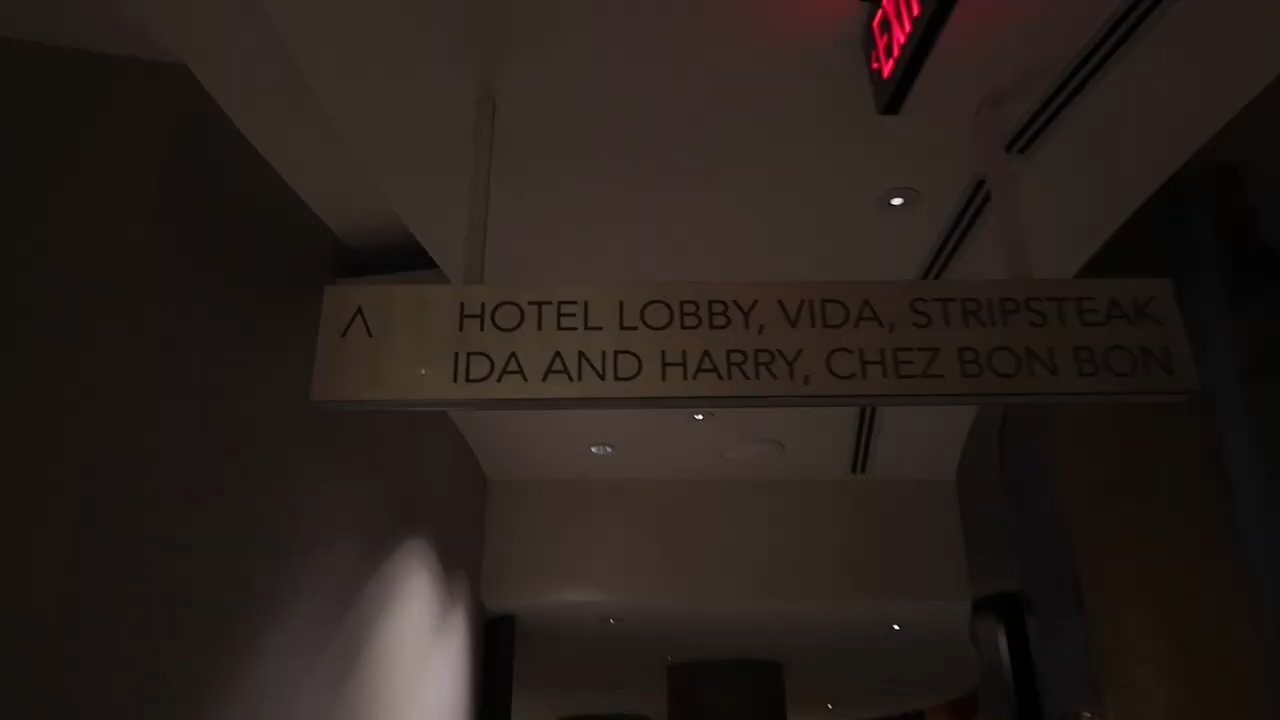 EXIT
HOTEL LOBBY, VIDA, STRIPSTEAK
IDA AND HARRY, CHEZ BON BON